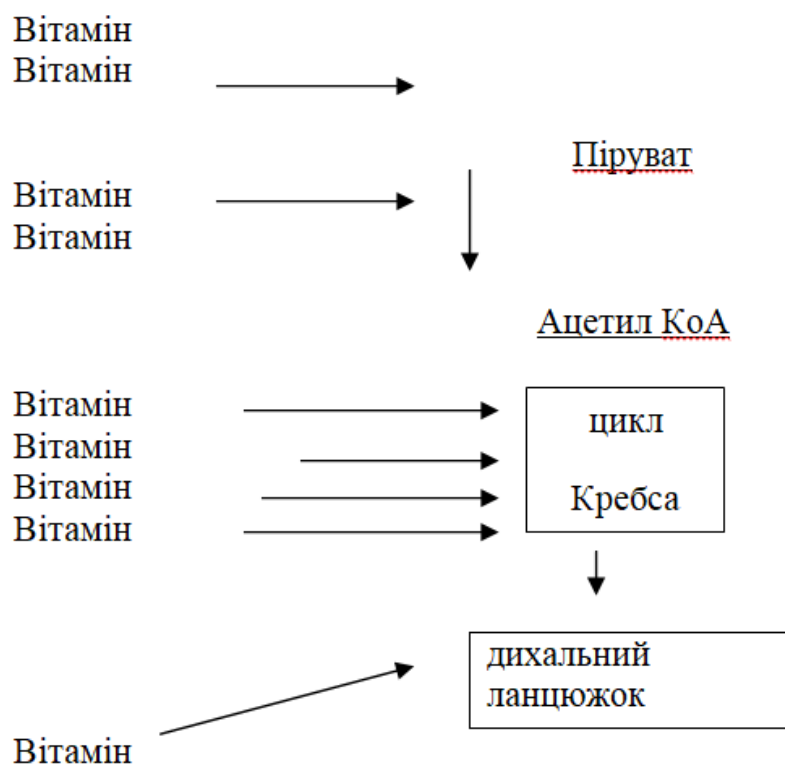 Вітамін
Вітамін
Піруват
Вітамін
Вітамін
Ацетил КоА
Вітамін
Вітамін
Вітамін
Вітамін
цикл
Кребса
дихальний
ланцюжок
Вітамін